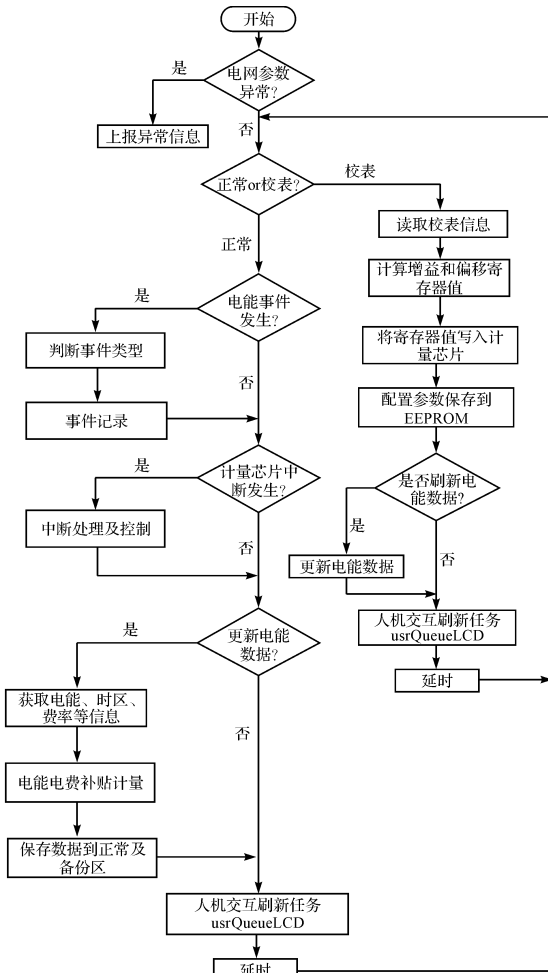 开始
电网参数
异常?
是
否
上报异常信息
正常or校表?
校表
正常
读取校表信息
计算增益和偏移寄
存器值
将寄存器值写入计
量芯片
配置参数保存到
EEPROM
是否刷新电
能数据?
是
否
更新电能数据
人机交互刷新任务
usrQueueLCD
延时
电能事件
发生?
是
否
判断事件类型
事件记录
计量芯片中
断发生?
是
否
中断处理及控制
更新电能
数据?
是
否
获取电能、时区、
费率等信息
电能电费补贴计量
保存数据到正常及
备份区
人机交互刷新任务
usrQueueLCD
延时